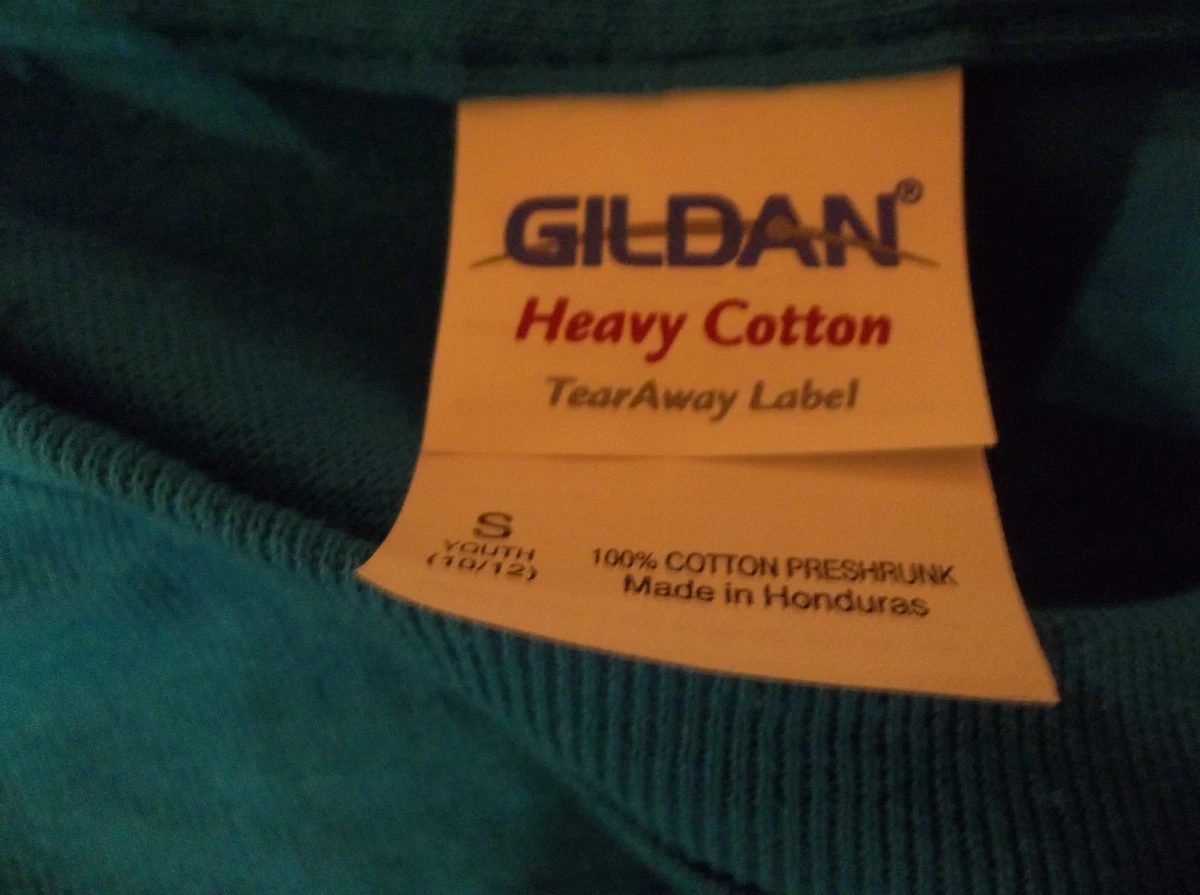 GILDAN®
Heavy Cotton
TearAway Label
S
YOUTH
(10/12)
100% COTTON PRESHRUNK
Made in Honduras